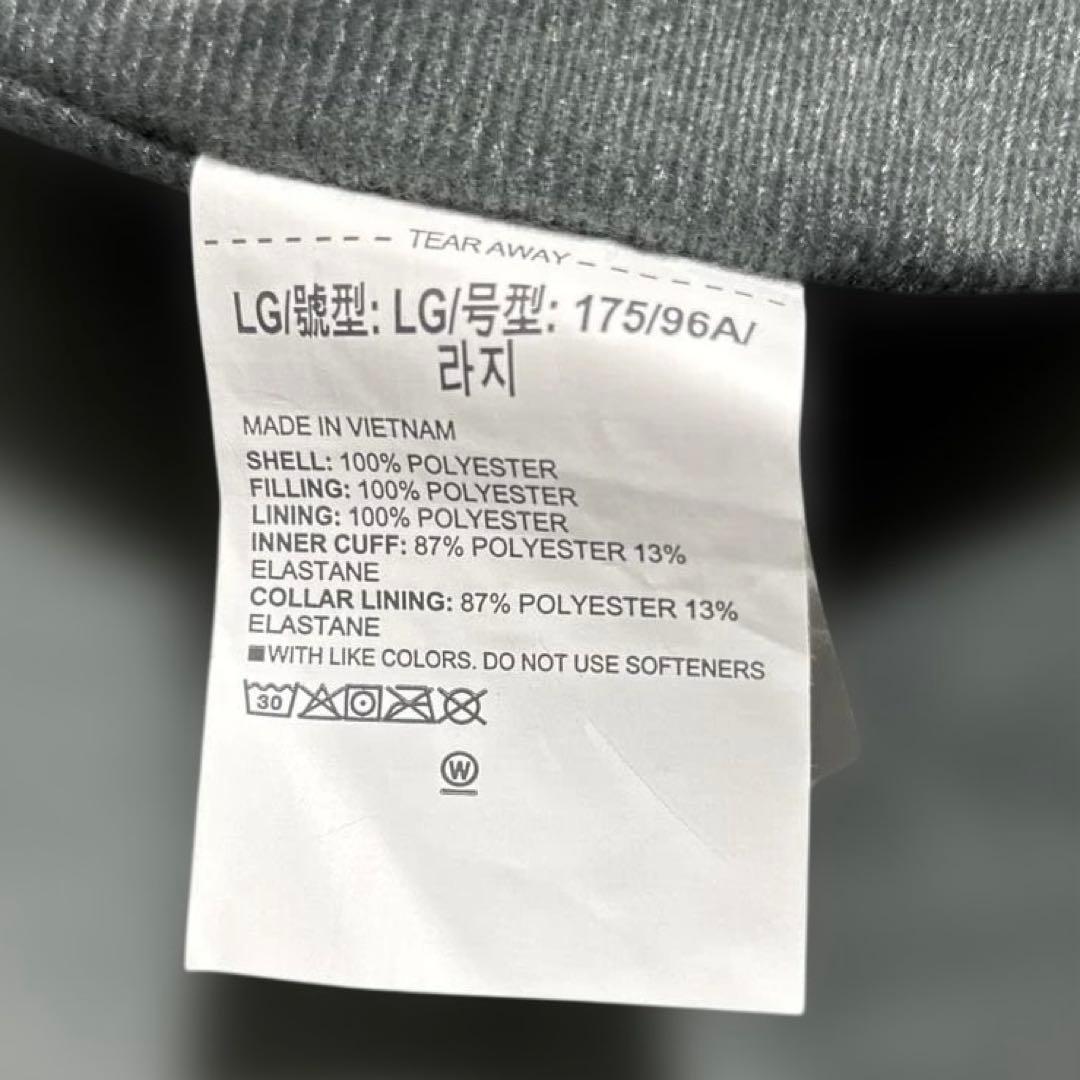 TEAR AWAY
LG/號型: LG/号型: 175/96A/
라지
MADE IN VIETNAM
SHELL: 100% POLYESTER
FILLING: 100% POLYESTER
LINING: 100% POLYESTER
INNER CUFF: 87% POLYESTER 13%
ELASTANE
COLLAR LINING: 87% POLYESTER 13%
ELASTANE
■WITH LIKE COLORS. DO NOT USE SOFTENERS
30
W